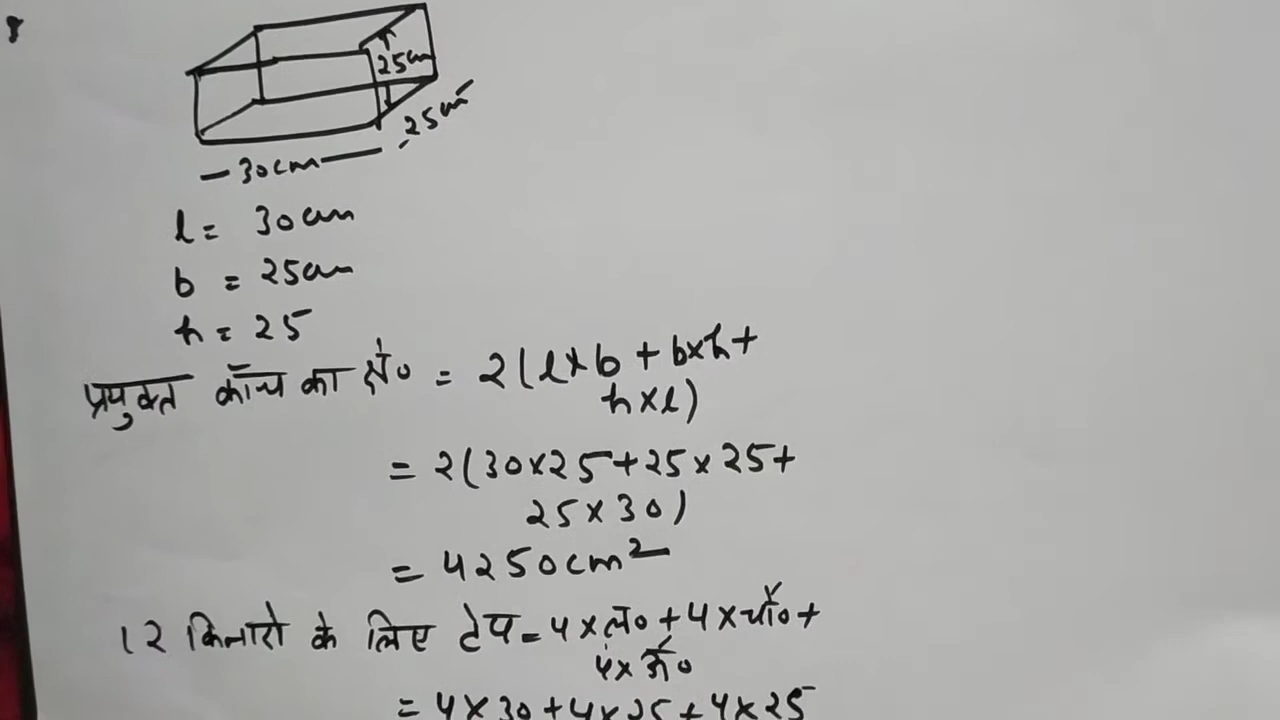 25cm
25cm
30cm
l = 30cm
b = 25cm
h = 25
प्रयुक्त काँच का क्षे० = 2(l×b + b×h+
h×l)
= 2(30×25+25×25+
25×30)
= 4250cm²
12 किनारो के लिए टेप = 4×ल०+4×चौ०+
4×ऊँ०
= 4×30+4×25+4×25